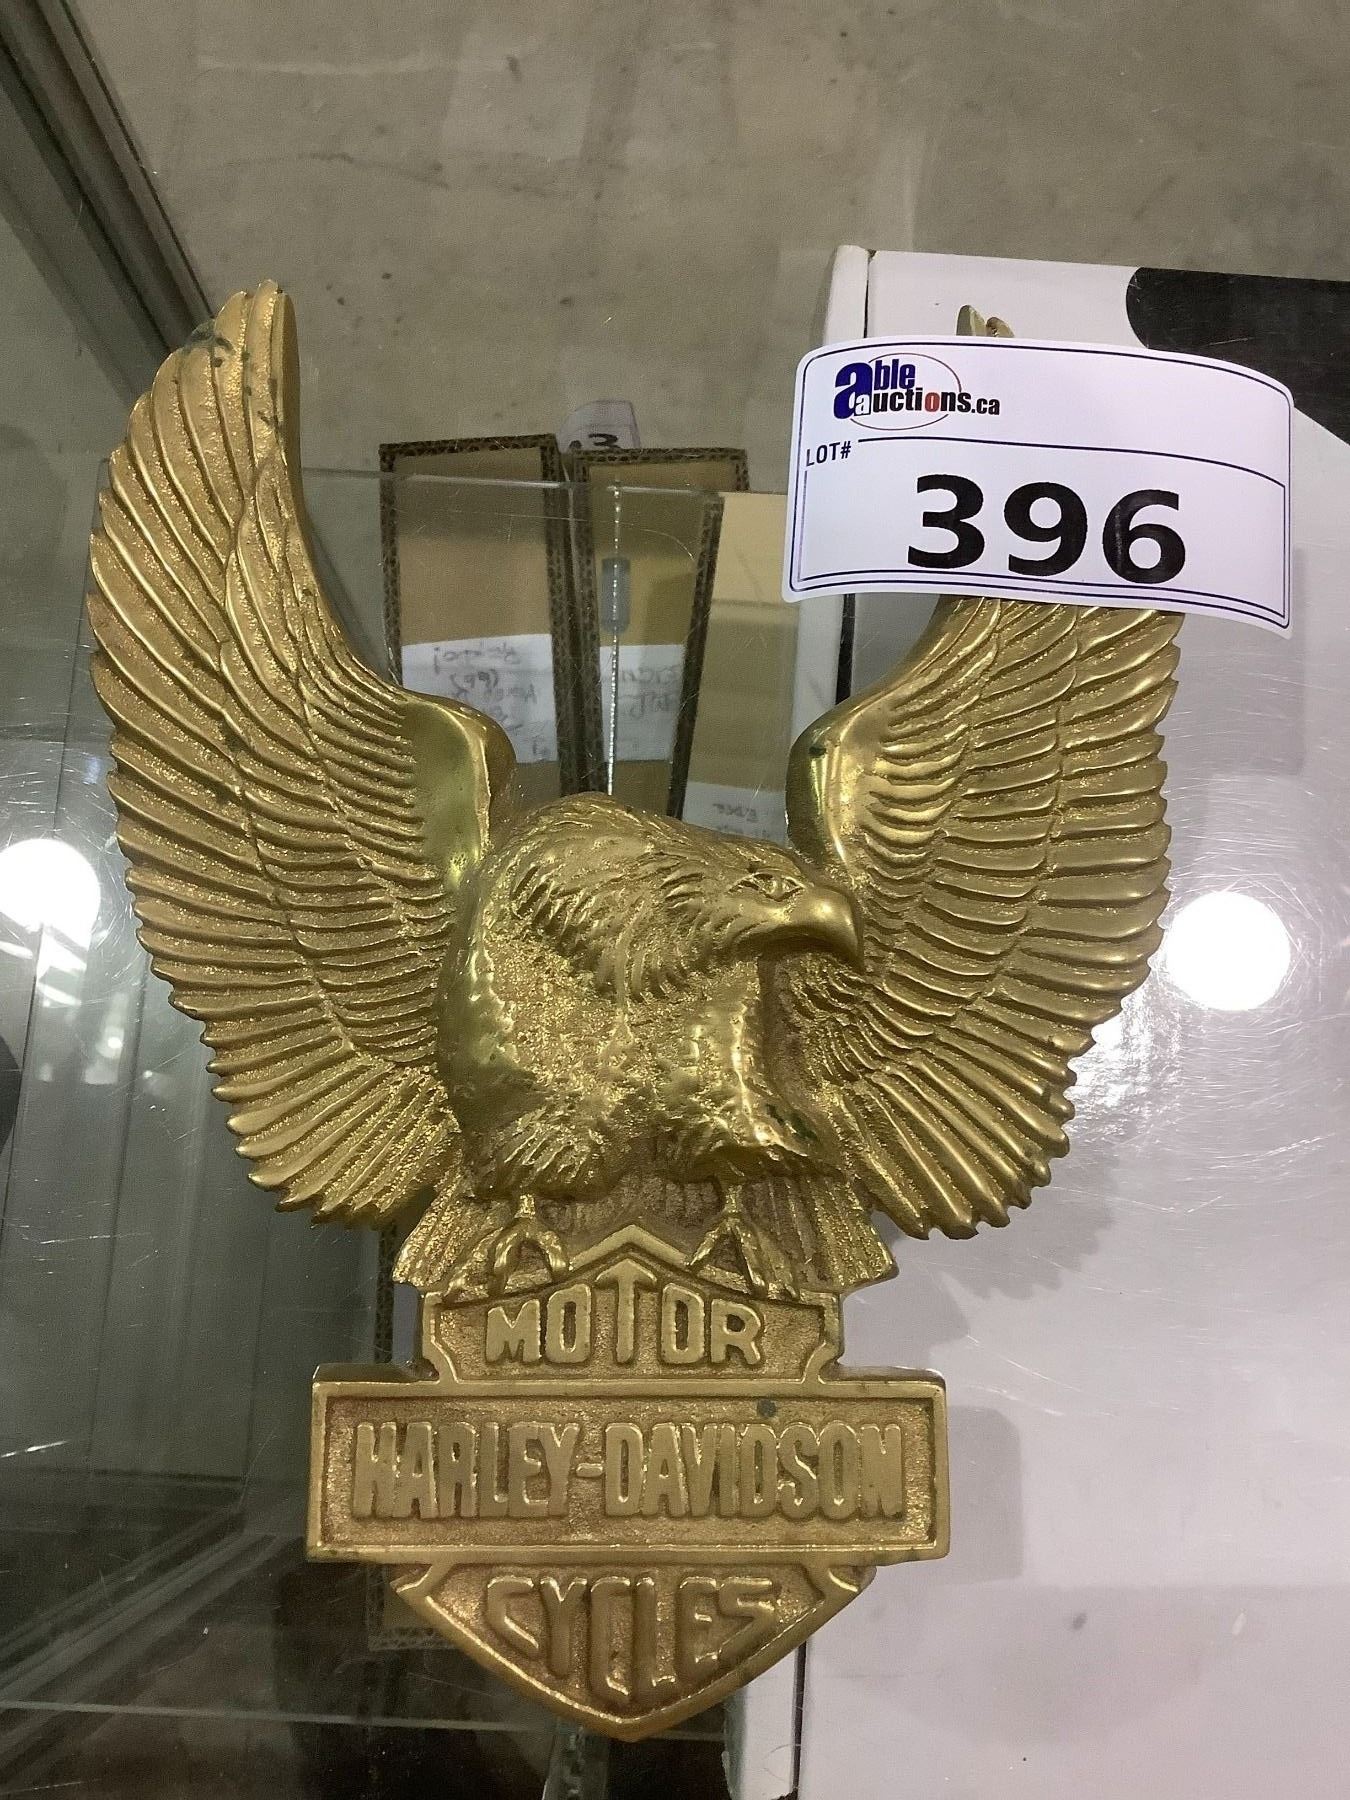 able
auctions.ca
LOT#
396
MOTOR
HARLEY-DAVIDSON
CYCLES